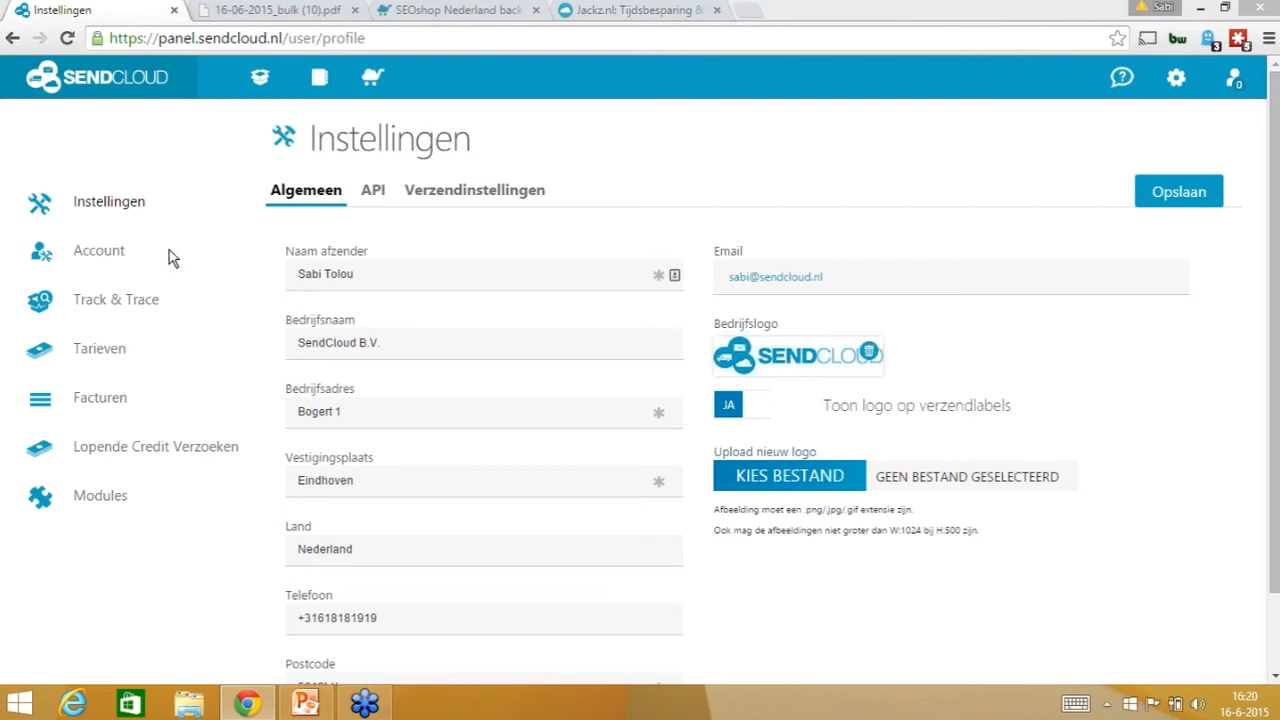 Instellingen
16-06-2015_bulk (10).pdf
SEOshop Nederland back
Jackz.nl: Tijdsbesparing &
Sabi
https://panel.sendcloud.nl/user/profile
bw
3
5
SENDCLOUD
0
Instellingen
Algemeen API Verzendinstellingen
Opslaan
Instellingen
Account
Track & Trace
Tarieven
Facturen
Lopende Credit Verzoeken
Modules
Naam afzender
Sabi Tolou
Bedrijfsnaam
SendCloud B.V.
Bedrijfsadres
Bogert 1
Vestigingsplaats
Eindhoven
Land
Nederland
Telefoon
+31618181919
Postcode
Email
sabi@sendcloud.nl
Bedrijfslogo
SENDCLOUD
JA
Toon logo op verzendlabels
Upload nieuw logo
KIES BESTAND
GEEN BESTAND GESELECTEERD
Afbeelding moet een .png/.jpg/.gif extensie zijn.
Ook mag de afbeeldingen niet groter dan W:1024 bij H:500 zijn.
16:20
16-6-2015